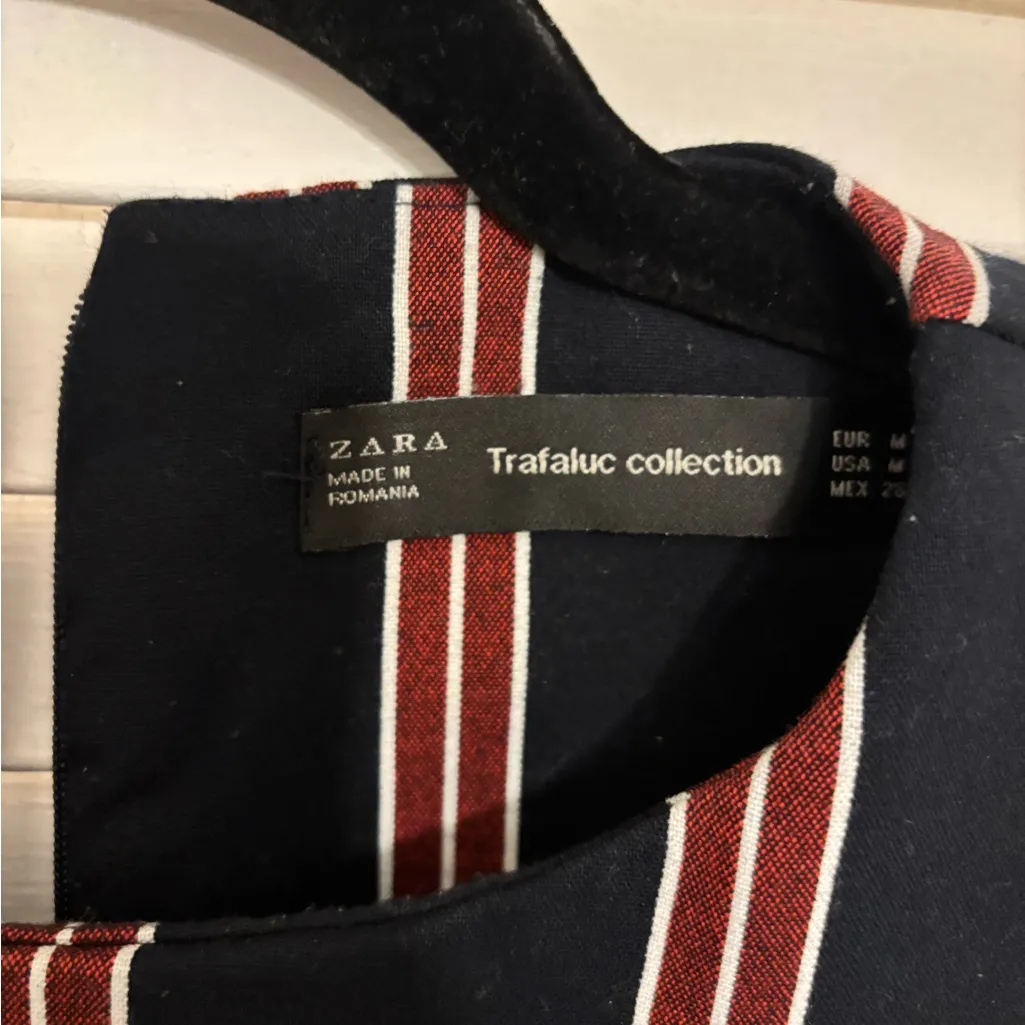 ZARA
MADE IN
ROMANIA
Trafaluc collection
EUR M
USA M
MEX